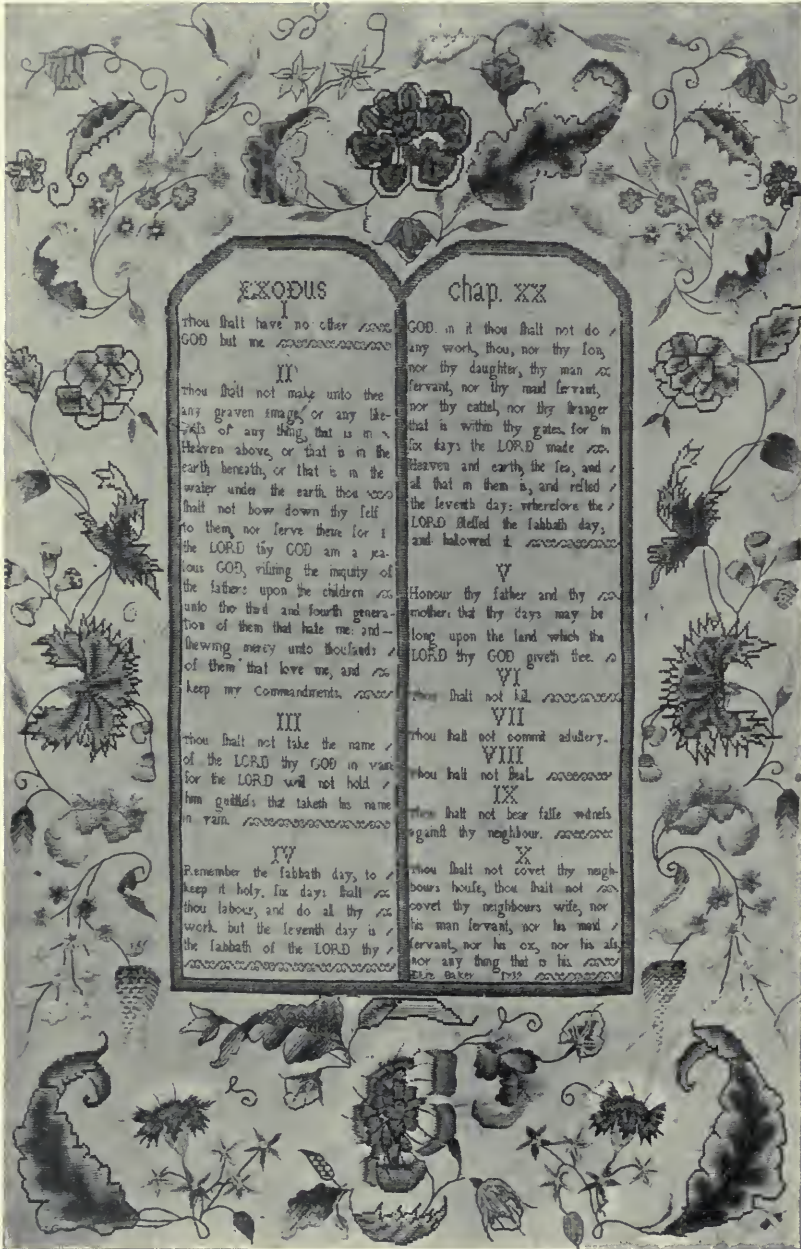 EXODUS
I
Thou ſhalt have no other
GOD but me
II
Thou ſhalt not make unto thee
any graven image, or any like-
neſs of any thing, that is in
Heaven above, or that is in the
earth beneath, or that is in the
water under the earth. thou
ſhalt not bow down thy ſelf
to them, nor ſerve them for I
the LORD thy GOD am a jea-
lous GOD, viſiting the iniquity of
the fathers upon the children
unto the third and fourth genera-
tion of them that hate me: and
ſhewing mercy unto thouſands
of them that love me, and
keep my Commandments.
III
Thou ſhalt not take the name
of the LORD thy GOD in vain
for the LORD will not hold
him guiltleſs that taketh his name
in vain.
IV
Remember the ſabbath day, to
keep it holy. ſix days ſhalt
thou labour, and do all thy
work. but the ſeventh day is
the ſabbath of the LORD thy
chap. XX
GOD. in it thou ſhalt not do
any work, thou, nor thy ſon,
nor thy daughter, thy man
ſervant, nor thy maid ſervant,
nor thy cattel, nor thy ſtranger
that is within thy gates. for in
ſix days the LORD made
Heaven and earth, the ſea, and
all that in them is, and reſted
the ſeventh day: wherefore the
LORD bleſſed the ſabbath day,
and halowed it
V
Honour thy father and thy
mother: that thy days may be
long upon the land which the
LORD thy GOD giveth thee.
VI
Thou ſhalt not kill.
VII
Thou ſhalt not commit adultery.
VIII
Thou ſhalt not ſteal.
IX
Thou ſhalt not bear falſe witneſs
againſt thy neighbour.
X
Thou ſhalt not covet thy neigh-
bours houſe, thou ſhalt not
covet thy neighbours wife, nor
his man ſervant, nor his maid
ſervant, nor his ox, nor his aſs,
nor any thing that is his.
Baker